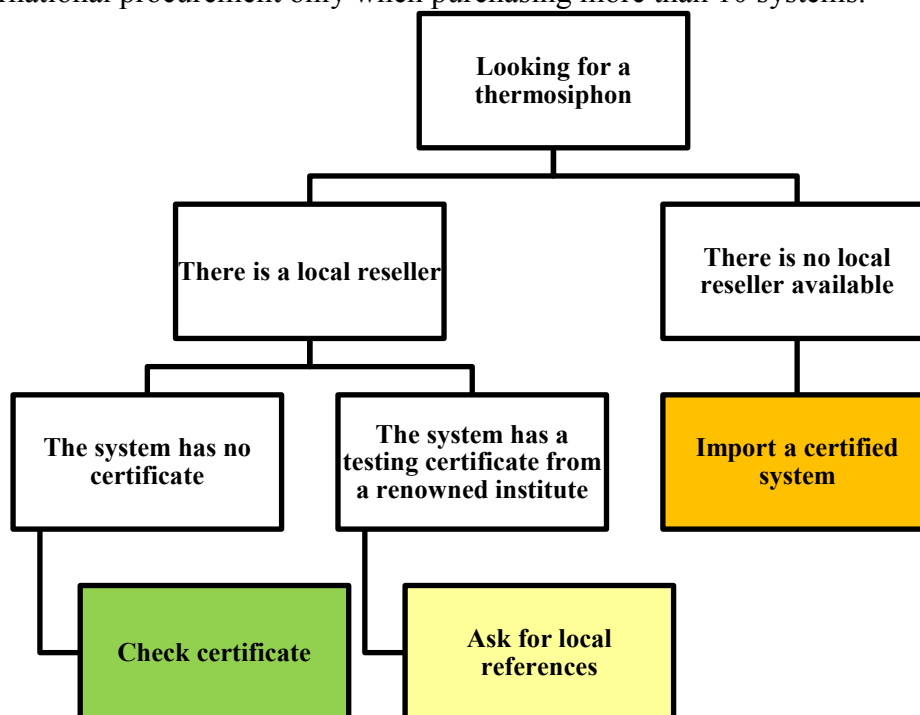 international procurement only when purchasing more than 10 systems.
Looking for a
thermosiphon
There is a local reseller
There is no local
reseller available
The system has no
certificate
The system has a
testing certificate from
a renowned institute
Import a certified
system
Check certificate
Ask for local
references